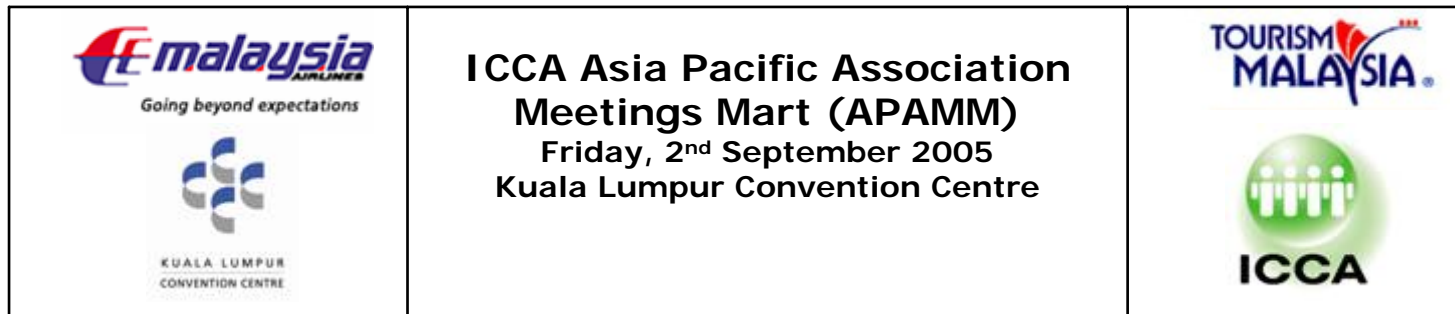 malaysia
AIRLINES
Going beyond expectations
KUALA LUMPUR
CONVENTION CENTRE
ICCA Asia Pacific Association
Meetings Mart (APAMM)
Friday, 2nd September 2005
Kuala Lumpur Convention Centre
TOURISM
MALAYSIA ®
ICCA